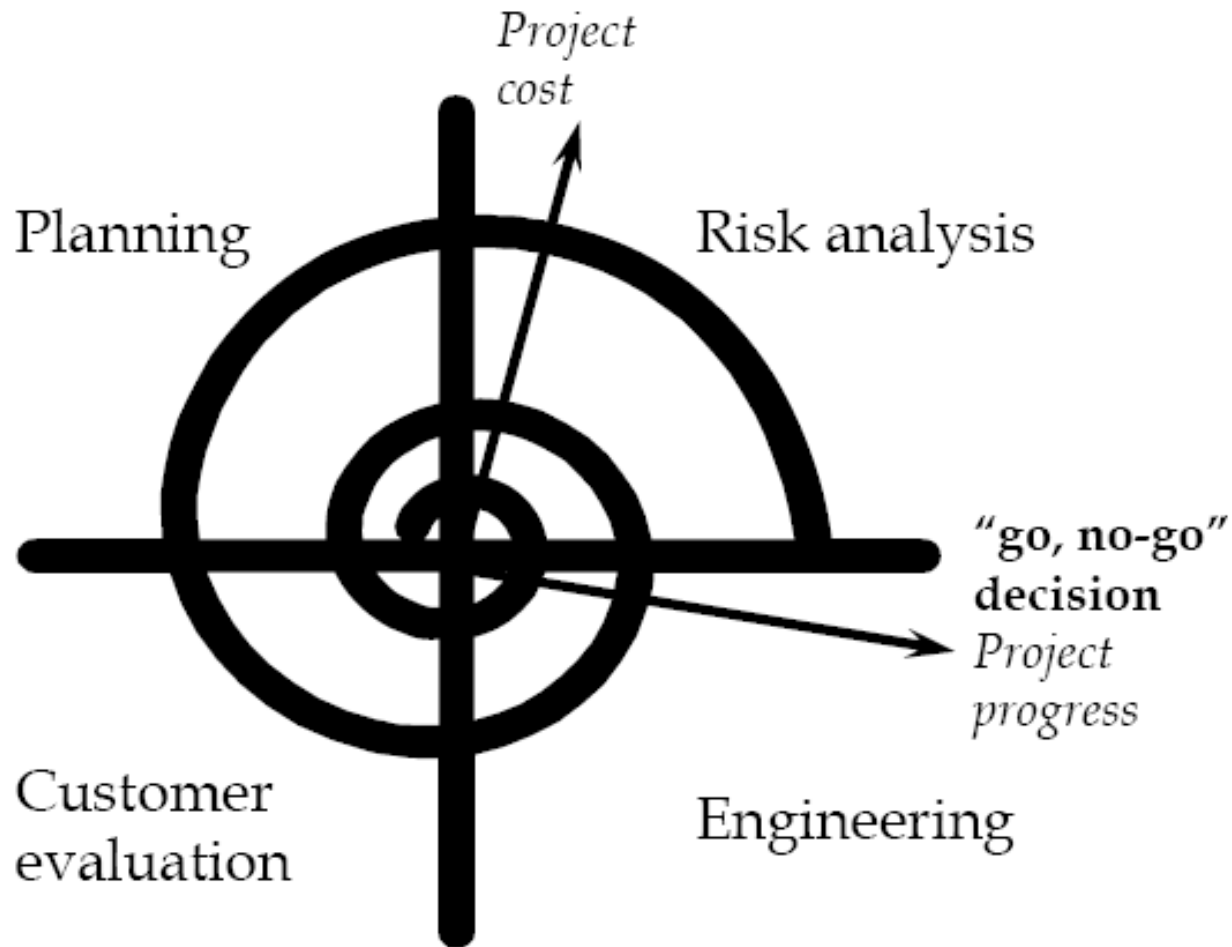 Project
cost
Planning
Risk analysis
“go, no-go”
decision
Project
progress
Customer
evaluation
Engineering